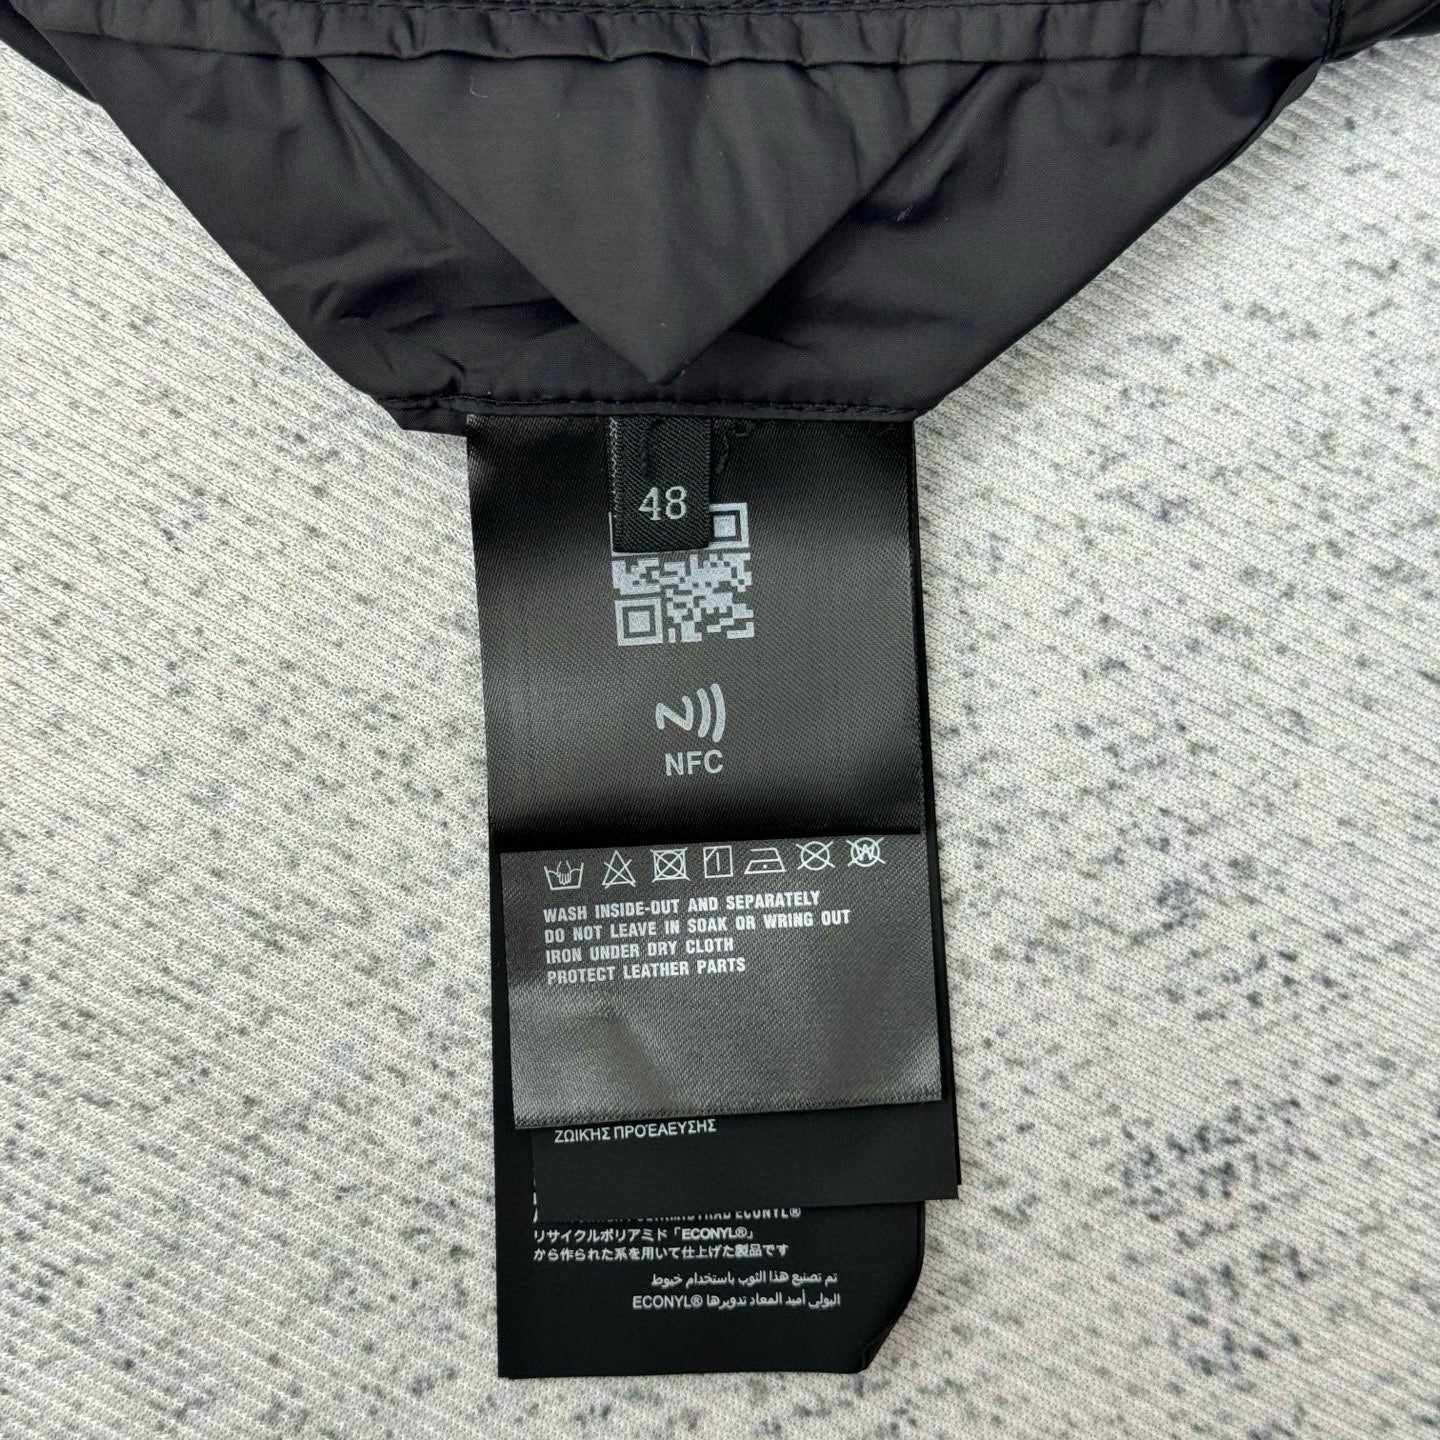 48
NFC
WASH INSIDE-OUT AND SEPARATELY
DO NOT LEAVE IN SOAK OR WRING OUT
IRON UNDER DRY CLOTH
PROTECT LEATHER PARTS
ΖΩΙΚΉΣ ΠΡΟΈΛΕΥΣΗΣ
ECONYL®
リサイクルポリアミド「ECONYL®」
から作られた糸を用いて仕上げた製品です
تم تصنيع هذا الثوب باستخدام خيوط
البولي أميد المعاد تدويرها ECONYL®